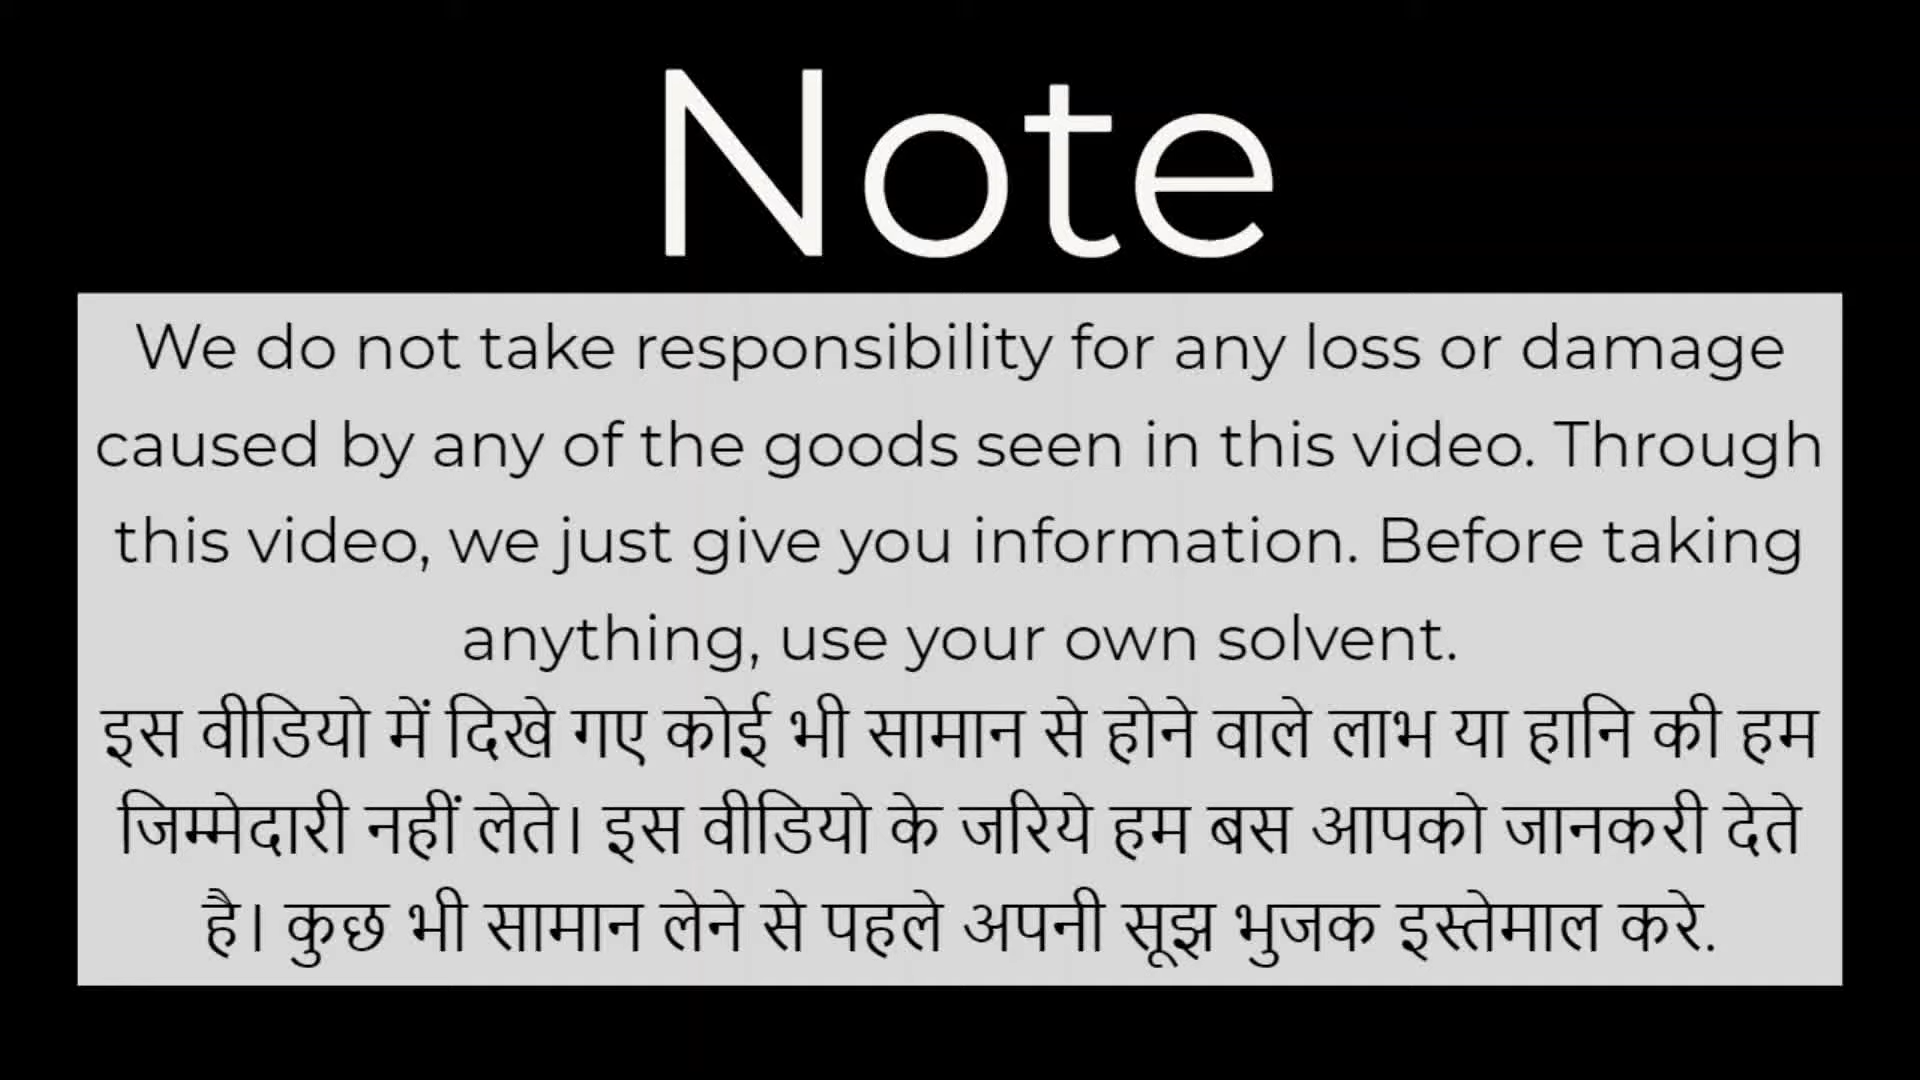 Note
We do not take responsibility for any loss or damage
caused by any of the goods seen in this video. Through
this video, we just give you information. Before taking
anything, use your own solvent.
इस वीडियो में दिखे गए कोई भी सामान से होने वाले लाभ या हानि की हम
जिम्मेदारी नहीं लेते। इस वीडियो के जरिये हम बस आपको जानकरी देते
है। कुछ भी सामान लेने से पहले अपनी सूझ भुजक इस्तेमाल करे.